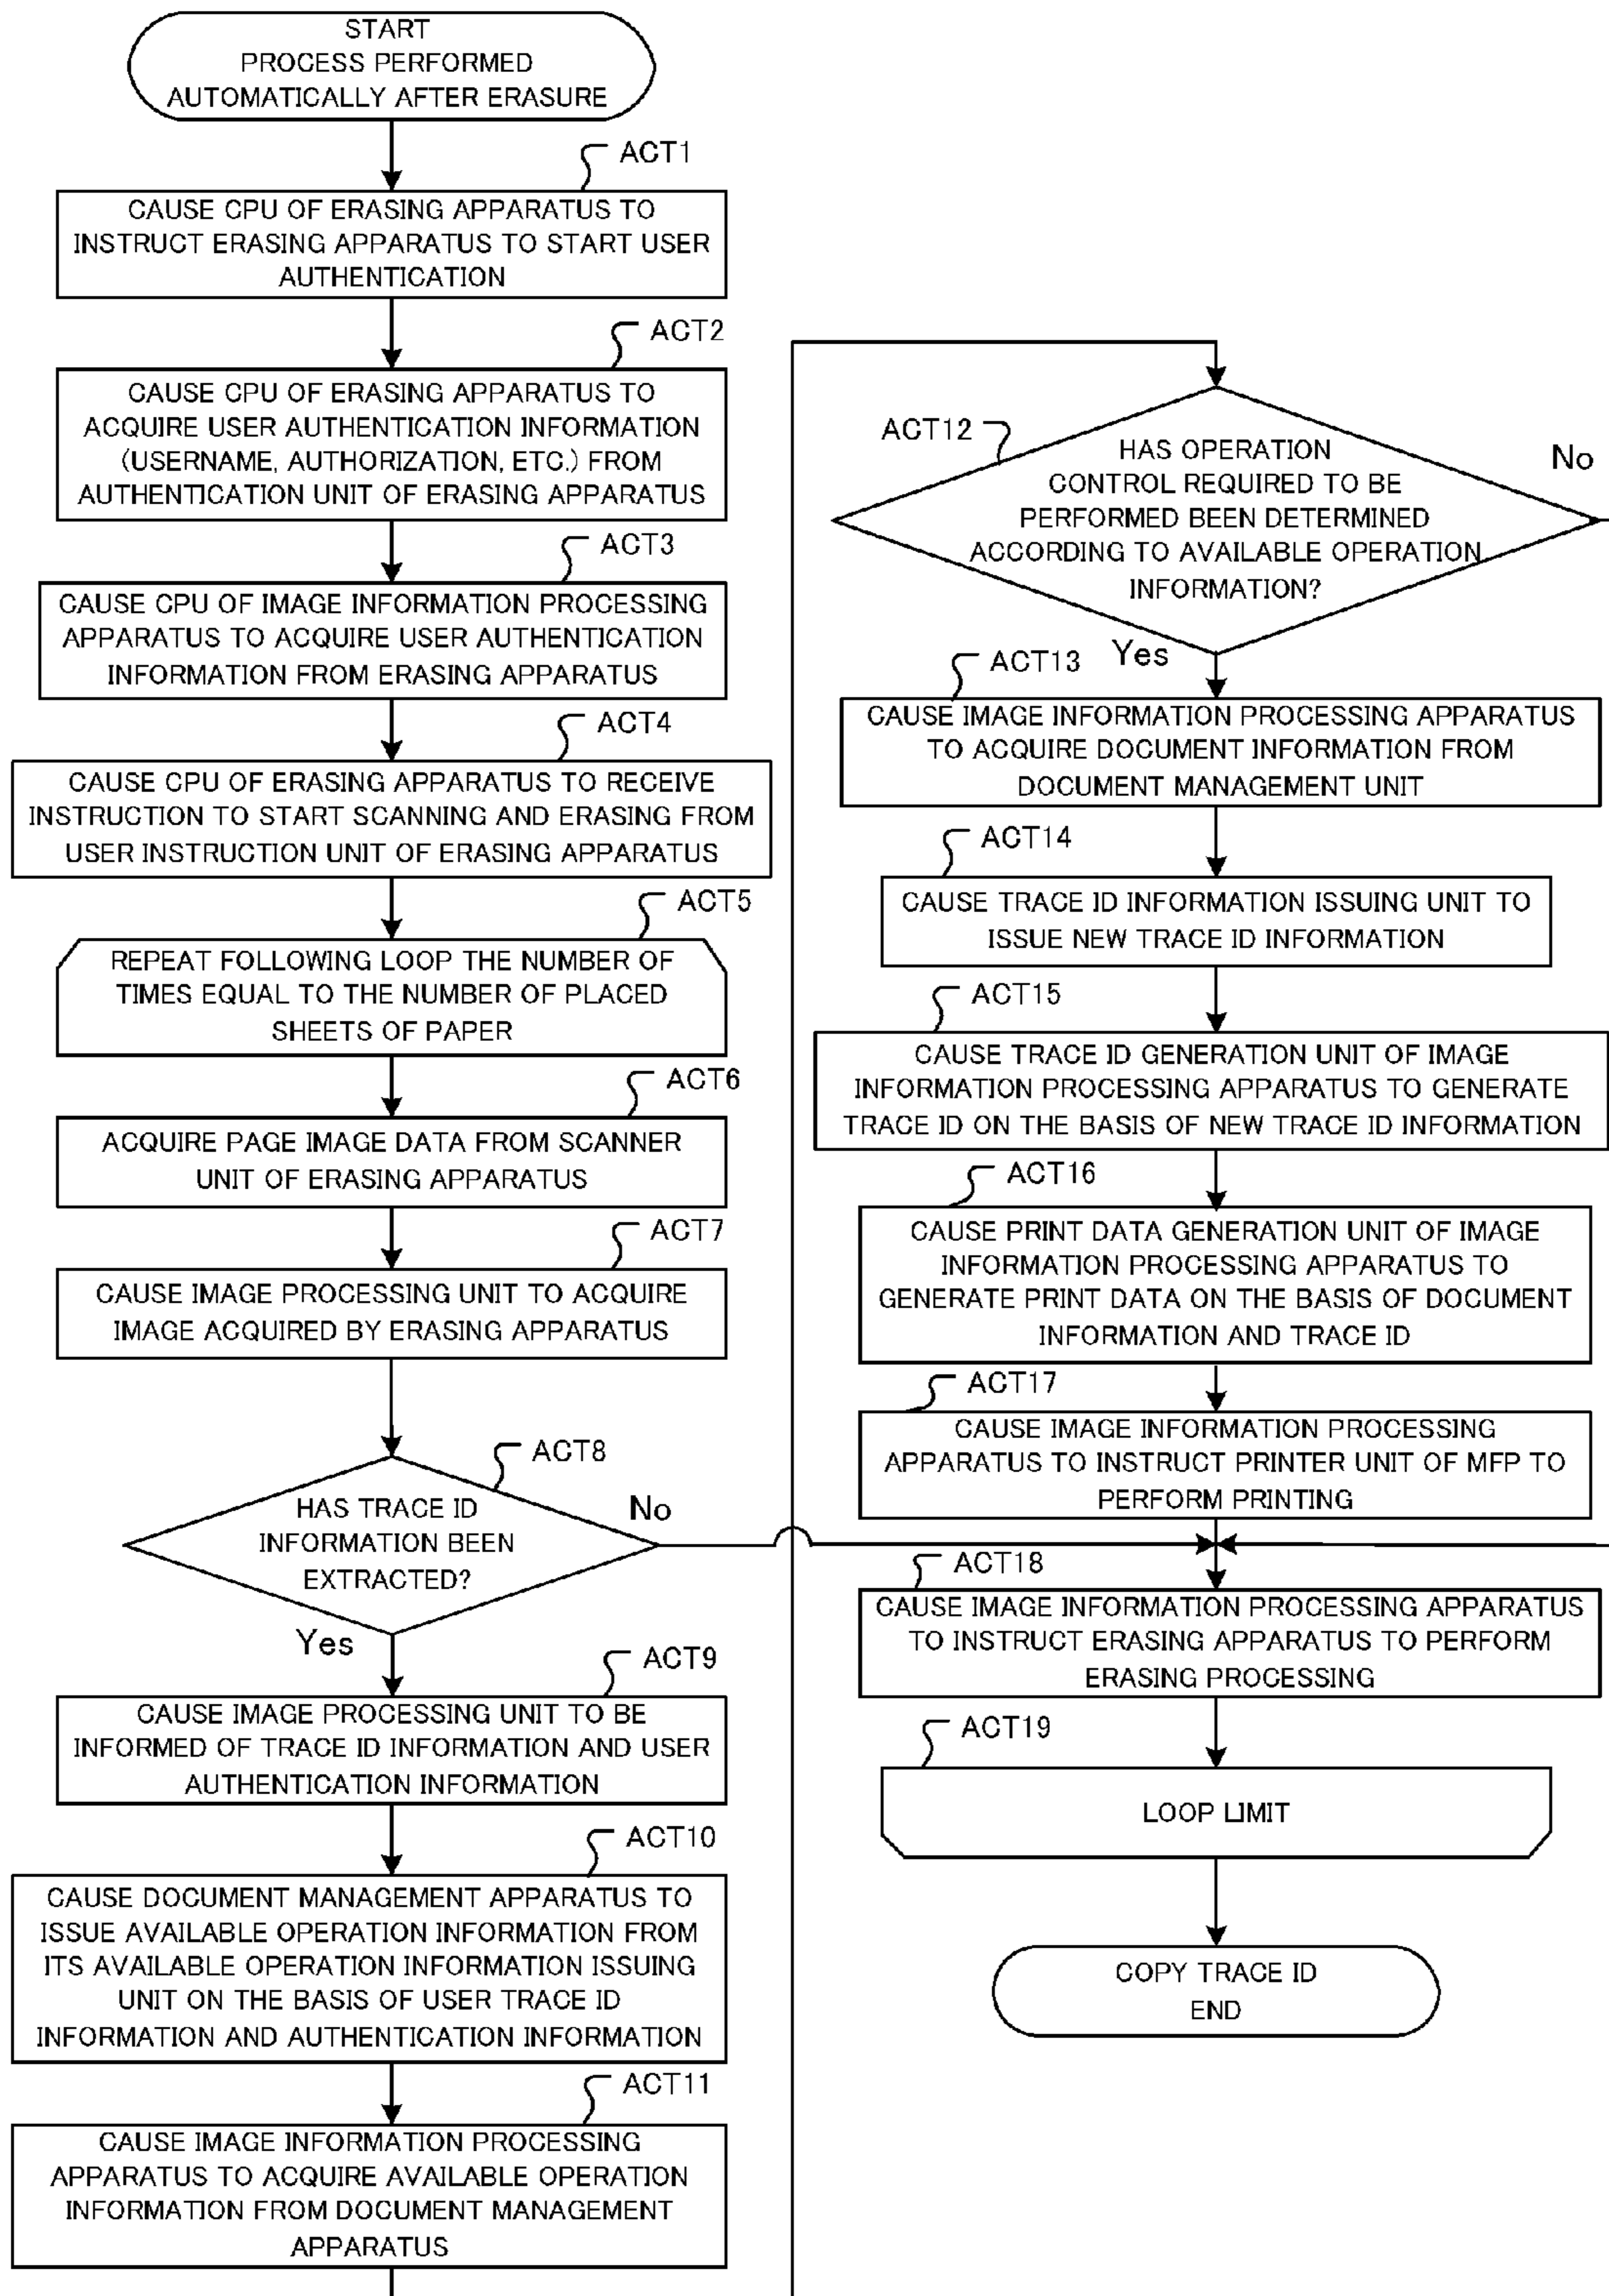 START
PROCESS PERFORMED
AUTOMATICALLY AFTER ERASURE
ACT1
CAUSE CPU OF ERASING APPARATUS TO
INSTRUCT ERASING APPARATUS TO START USER
AUTHENTICATION
ACT2
CAUSE CPU OF ERASING APPARATUS TO
ACQUIRE USER AUTHENTICATION INFORMATION
(USERNAME, AUTHORIZATION, ETC.) FROM
AUTHENTICATION UNIT OF ERASING APPARATUS
ACT3
CAUSE CPU OF IMAGE INFORMATION PROCESSING
APPARATUS TO ACQUIRE USER AUTHENTICATION
INFORMATION FROM ERASING APPARATUS
ACT4
CAUSE CPU OF ERASING APPARATUS TO RECEIVE
INSTRUCTION TO START SCANNING AND ERASING FROM
USER INSTRUCTION UNIT OF ERASING APPARATUS
ACT5
REPEAT FOLLOWING LOOP THE NUMBER OF
TIMES EQUAL TO THE NUMBER OF PLACED
SHEETS OF PAPER
ACT6
ACQUIRE PAGE IMAGE DATA FROM SCANNER
UNIT OF ERASING APPARATUS
ACT7
CAUSE IMAGE PROCESSING UNIT TO ACQUIRE
IMAGE ACQUIRED BY ERASING APPARATUS
ACT8
HAS TRACE ID
INFORMATION BEEN
EXTRACTED?
No
Yes
ACT9
CAUSE IMAGE PROCESSING UNIT TO BE
INFORMED OF TRACE ID INFORMATION AND USER
AUTHENTICATION INFORMATION
ACT10
CAUSE DOCUMENT MANAGEMENT APPARATUS TO
ISSUE AVAILABLE OPERATION INFORMATION FROM
ITS AVAILABLE OPERATION INFORMATION ISSUING
UNIT ON THE BASIS OF USER TRACE ID
INFORMATION AND AUTHENTICATION INFORMATION
ACT11
CAUSE IMAGE INFORMATION PROCESSING
APPARATUS TO ACQUIRE AVAILABLE OPERATION
INFORMATION FROM DOCUMENT MANAGEMENT
APPARATUS
ACT12
HAS OPERATION
CONTROL REQUIRED TO BE
PERFORMED BEEN DETERMINED
ACCORDING TO AVAILABLE OPERATION
INFORMATION?
No
Yes
ACT13
CAUSE IMAGE INFORMATION PROCESSING APPARATUS
TO ACQUIRE DOCUMENT INFORMATION FROM
DOCUMENT MANAGEMENT UNIT
ACT14
CAUSE TRACE ID INFORMATION ISSUING UNIT TO
ISSUE NEW TRACE ID INFORMATION
ACT15
CAUSE TRACE ID GENERATION UNIT OF IMAGE
INFORMATION PROCESSING APPARATUS TO GENERATE
TRACE ID ON THE BASIS OF NEW TRACE ID INFORMATION
ACT16
CAUSE PRINT DATA GENERATION UNIT OF IMAGE
INFORMATION PROCESSING APPARATUS TO
GENERATE PRINT DATA ON THE BASIS OF DOCUMENT
INFORMATION AND TRACE ID
ACT17
CAUSE IMAGE INFORMATION PROCESSING
APPARATUS TO INSTRUCT PRINTER UNIT OF MFP TO
PERFORM PRINTING
ACT18
CAUSE IMAGE INFORMATION PROCESSING APPARATUS
TO INSTRUCT ERASING APPARATUS TO PERFORM
ERASING PROCESSING
ACT19
LOOP LIMIT
COPY TRACE ID
END